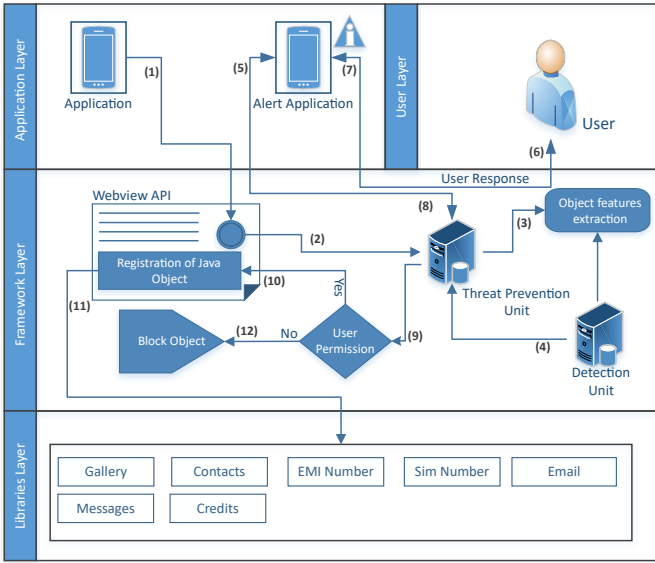 Application Layer
Application
(1)
(5)
Alert Application
(7)
User Layer
User
(6)
User Response
Framework Layer
Webview API
(2)
Registration of Java
Object
(10)
(11)
(8)
(3)
Object features
extraction
Threat Prevention
Unit
Yes
User
Permission
(9)
No
(12)
Block Object
(4)
Detection
Unit
Libraries Layer
Gallery
Contacts
EMI Number
Sim Number
Email
Messages
Credits